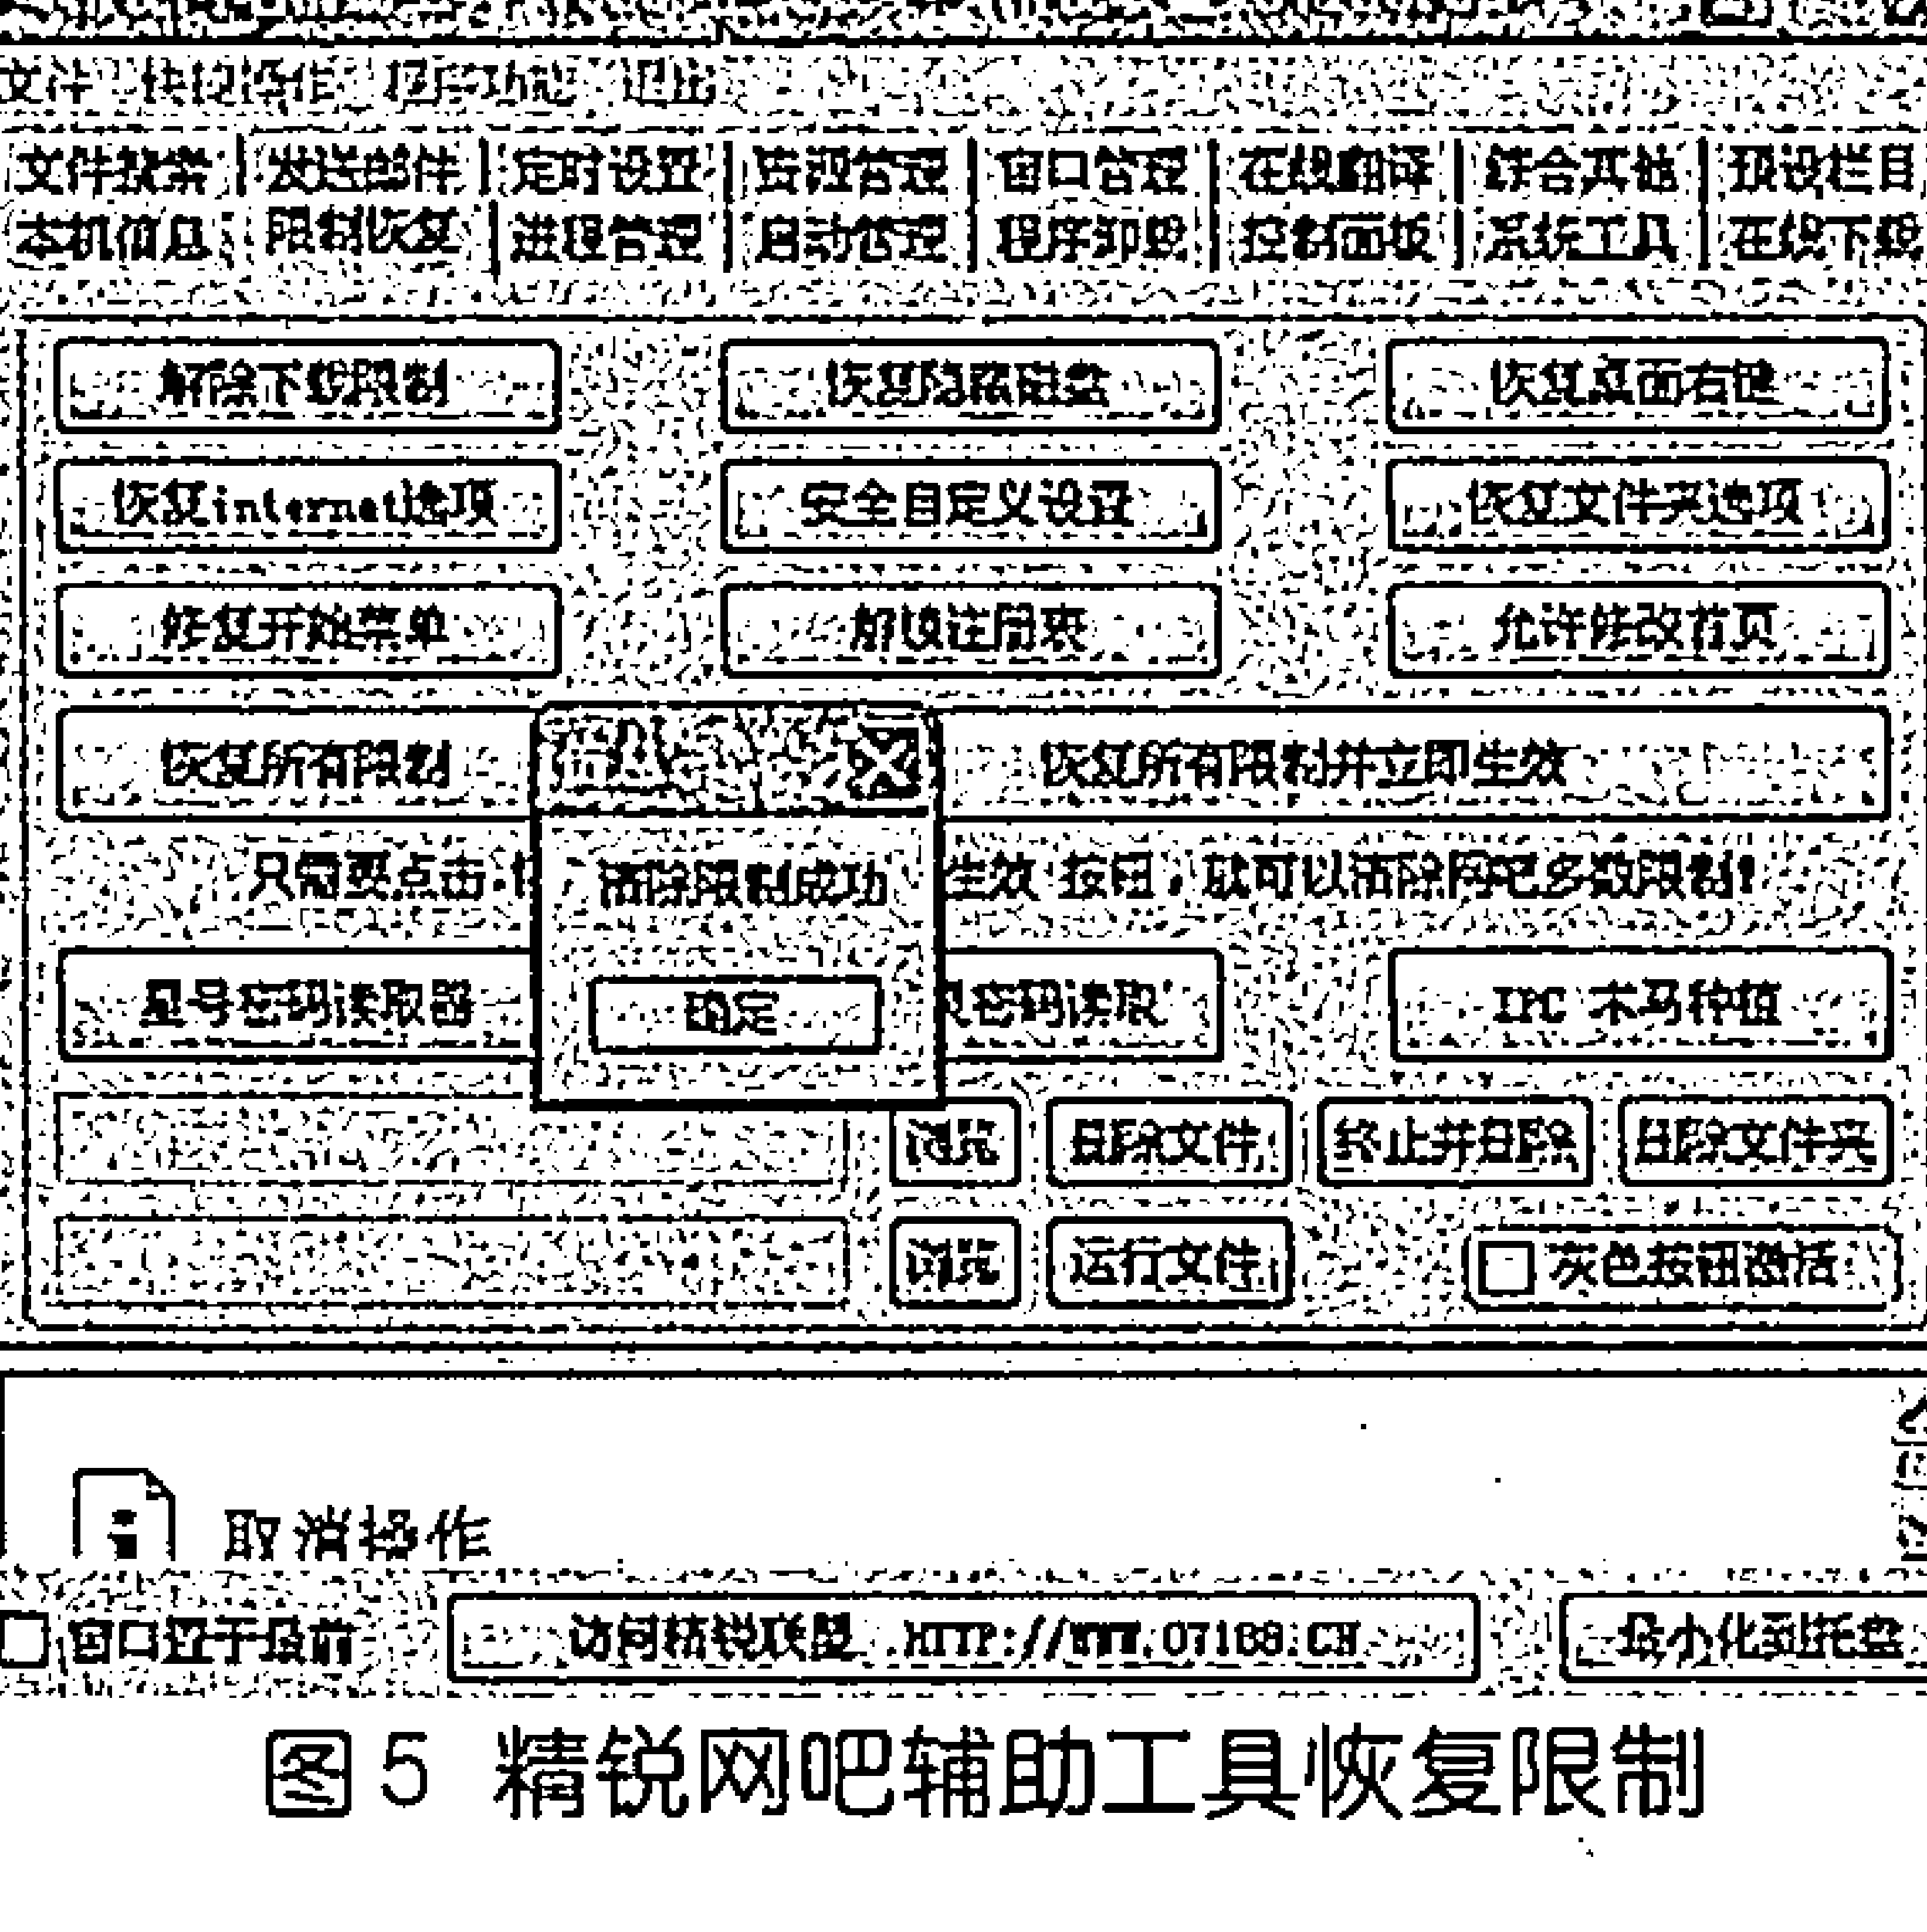 文件 快捷操作 程序功能 退出
文件搜索 发送邮件 定时设置 资源管理 窗口管理 在线翻译 综合其他 预设栏目
本机信息 限制恢复 进程管理 启动管理 程序卸载 控制面板 系统工具 在线下载
解除下载限制 恢复隐藏磁盘 恢复桌面右键
恢复internet选项 安全自定义设置 恢复文件夹选项
修复开始菜单 解锁注册表 允许修改首页
恢复所有限制 信息 恢复所有限制并立即生效
只需要点击 清除限制成功 生效 按钮,就可以清除网吧多数限制!
星号密码读取器 确定 密码读取 IPC 木马种植
浏览 删除文件 终止并删除 删除文件夹
浏览 运行文件 灰色按钮激活
取消操作
窗口置于最前 访问精锐联盟 .HTTP://WWW.07168.CN 最小化到托盘
图5 精锐网吧辅助工具恢复限制